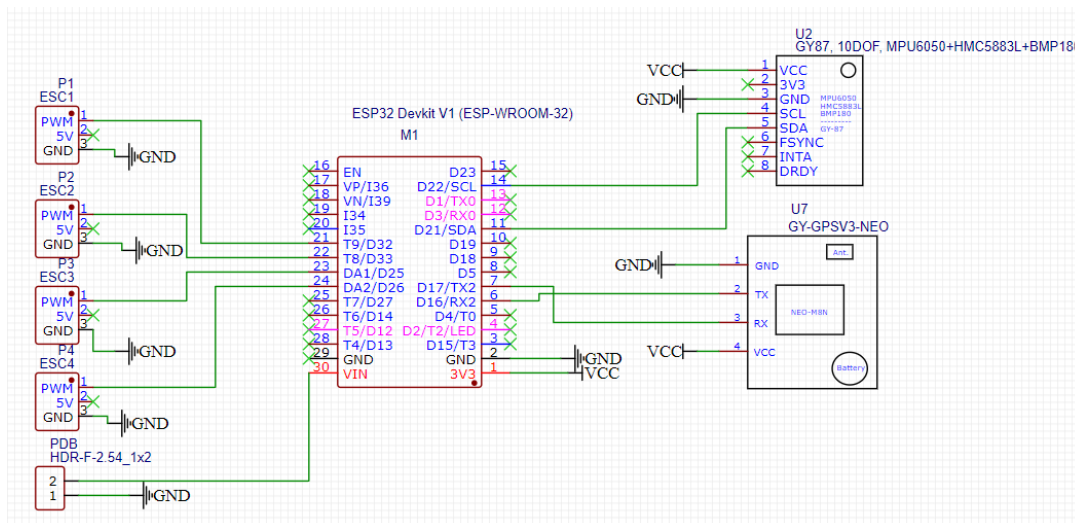 P1
ESC1
PWM 1
5V 2
GND 3
GND
P2
ESC2
PWM 1
5V 2
GND 3
GND
P3
ESC3
PWM 1
5V 2
GND 3
GND
P4
ESC4
PWM 1
5V 2
GND 3
GND
PDB
HDR-F-2.54_1x2
2
1
GND
ESP32 Devkit V1 (ESP-WROOM-32)
M1
16 EN
17 VP/I36
18 VN/I39
19 I34
20 I35
21 T9/D32
22 T8/D33
23 DA1/D25
24 DA2/D26
25 T7/D27
26 T6/D14
27 T5/D12
28 T4/D13
29 GND
30 VIN
D23 15
D22/SCL 14
D1/TX0 13
D3/RX0 12
D21/SDA 11
D19 10
D18 9
D5 8
D17/TX2 7
D16/RX2 6
D4/T0 5
D2/T2/LED 4
D15/T3 3
GND 2
3V3 1
GND
VCC
U2
GY87, 10DOF, MPU6050+HMC5883L+BMP180
VCC
GND
1 VCC
2 3V3
3 GND
4 SCL
5 SDA
6 FSYNC
7 INTA
8 DRDY
MPU6050
HMC5883L
BMP180
----------
GY-87
U7
GY-GPSV3-NEO
GND
VCC
1 GND
2 TX
3 RX
4 VCC
Ant.
NEO-M8N
Battery